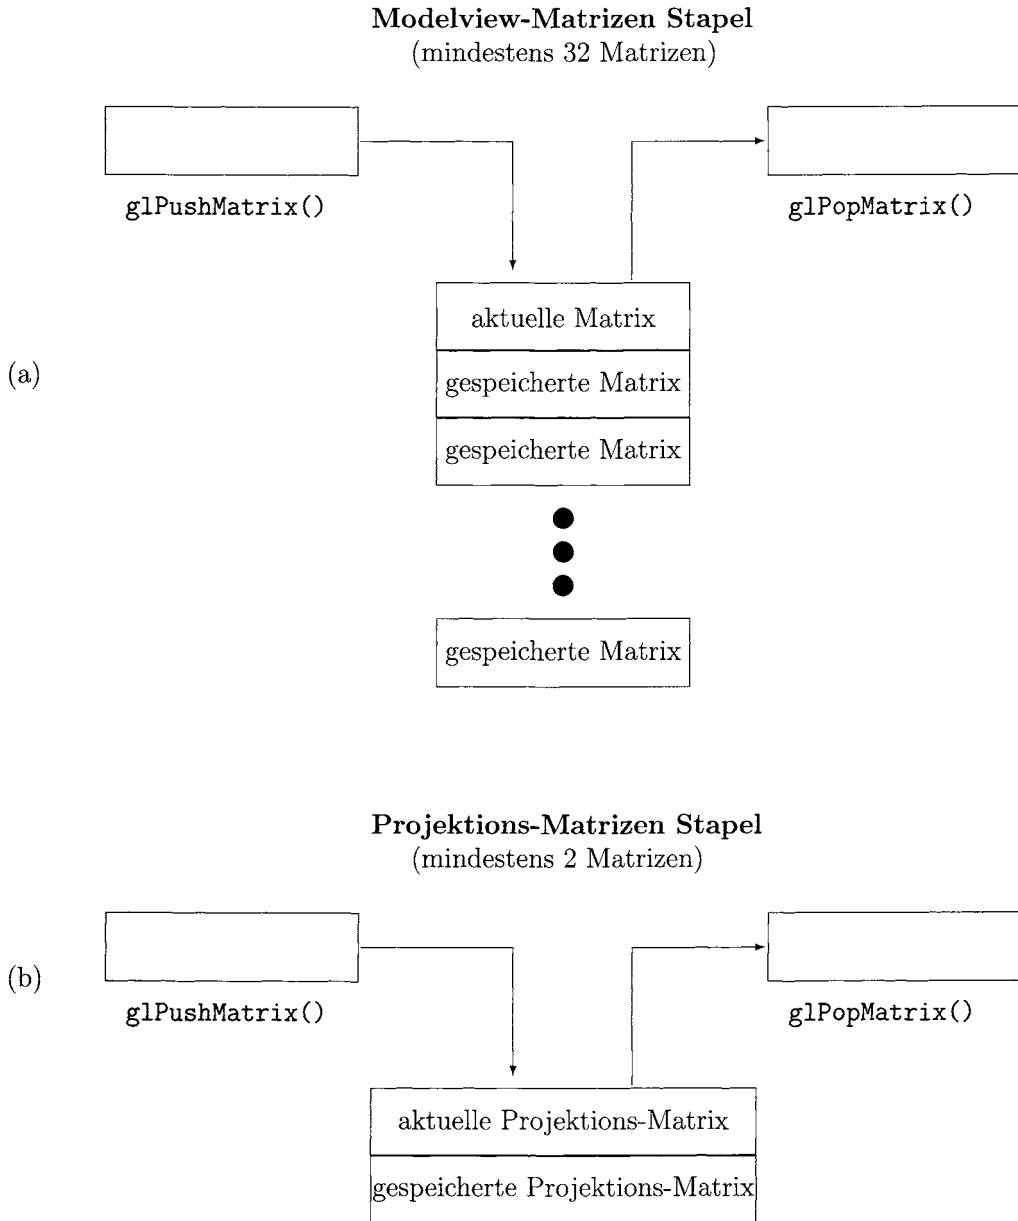 Modelview-Matrizen Stapel
(mindestens 32 Matrizen)
glPushMatrix()
glPopMatrix()
aktuelle Matrix
(a)
gespeicherte Matrix
gespeicherte Matrix
gespeicherte Matrix
Projektions-Matrizen Stapel
(mindestens 2 Matrizen)
(b)
glPushMatrix()
glPopMatrix()
aktuelle Projektions-Matrix
gespeicherte Projektions-Matrix